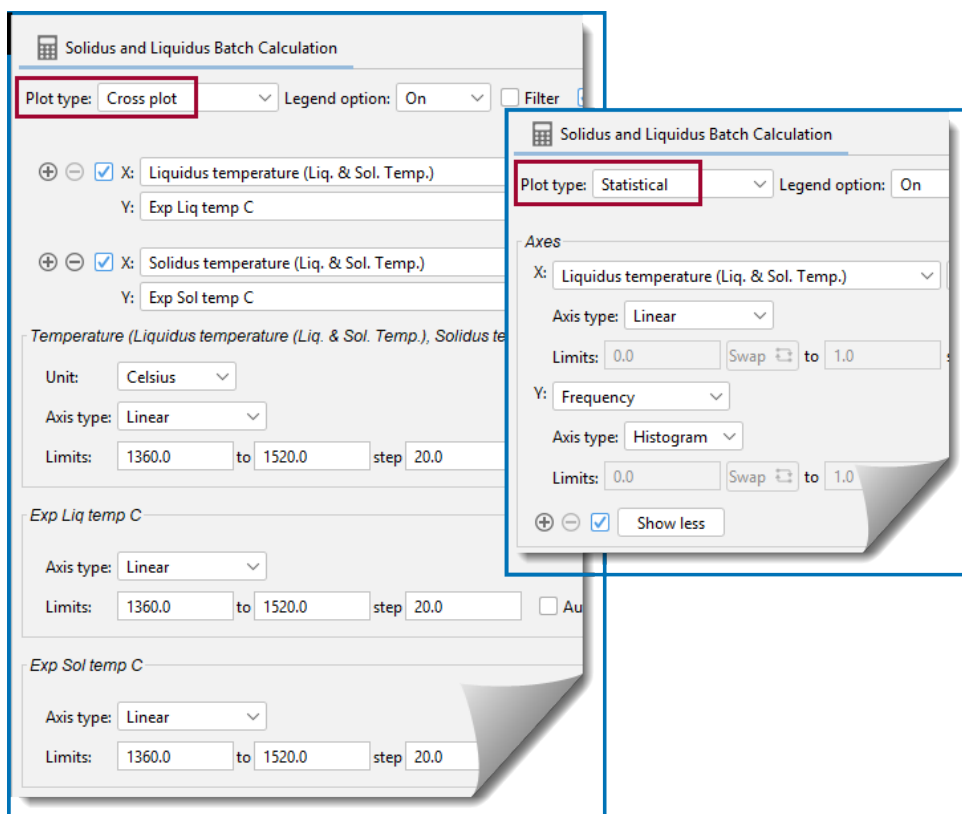 Solidus and Liquidus Batch Calculation
Plot type: Cross plot Legend option: On Filter
X: Liquidus temperature (Liq. & Sol. Temp.)
Y: Exp Liq temp C
X: Solidus temperature (Liq. & Sol. Temp.)
Y: Exp Sol temp C
Temperature (Liquidus temperature (Liq. & Sol. Temp.), Solidus te
Unit: Celsius
Axis type: Linear
Limits: 1360.0 to 1520.0 step 20.0
Exp Liq temp C
Axis type: Linear
Limits: 1360.0 to 1520.0 step 20.0 Au
Exp Sol temp C
Axis type: Linear
Limits: 1360.0 to 1520.0 step 20.0
Solidus and Liquidus Batch Calculation
Plot type: Statistical Legend option: On
Axes
X: Liquidus temperature (Liq. & Sol. Temp.)
Axis type: Linear
Limits: 0.0 Swap to 1.0
Y: Frequency
Axis type: Histogram
Limits: 0.0 Swap to 1.0
Show less